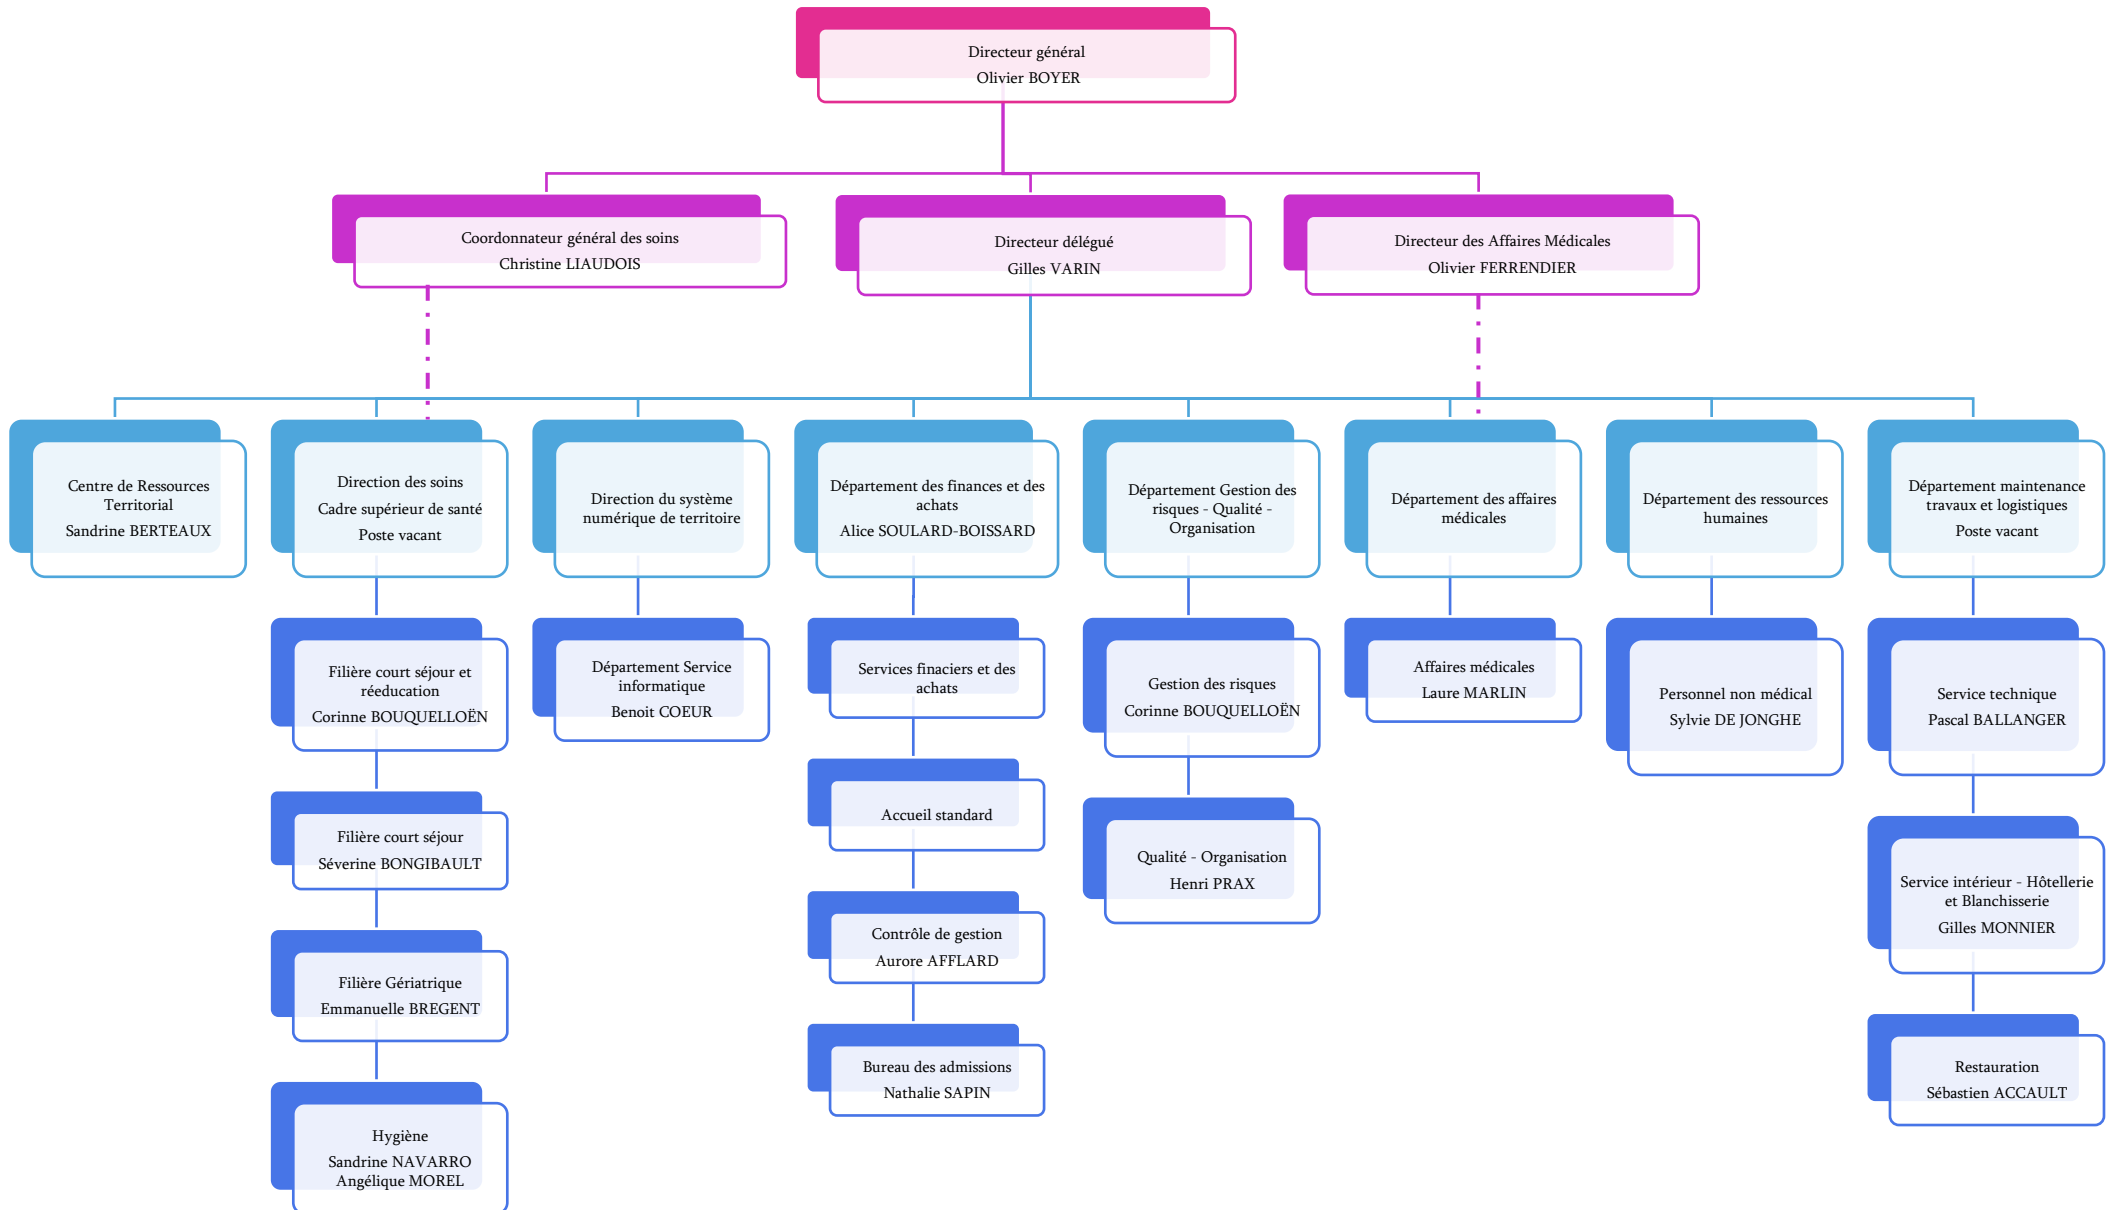 Directeur général
Olivier BOYER
Coordonnateur général des soins
Christine LIAUDOIS
Directeur délégué
Gilles VARIN
Directeur des Affaires Médicales
Olivier FERRENDIER
Centre de Ressources
Territorial
Sandrine BERTEAUX
Direction des soins
Cadre supérieur de santé
Poste vacant
Direction du système
numérique de territoire
Département des finances et des
achats
Alice SOULARD-BOISSARD
Département Gestion des
risques - Qualité -
Organisation
Département des affaires
médicales
Département des ressources
humaines
Département maintenance
travaux et logistiques
Poste vacant
Filière court séjour et
réeducation
Corinne BOUQUELLOËN
Filière court séjour
Séverine BONGIBAULT
Filière Gériatrique
Emmanuelle BREGENT
Hygiène
Sandrine NAVARRO
Angélique MOREL
Département Service
informatique
Benoit COEUR
Services finaciers et des
achats
Accueil standard
Contrôle de gestion
Aurore AFFLARD
Bureau des admissions
Nathalie SAPIN
Gestion des risques
Corinne BOUQUELLOËN
Qualité - Organisation
Henri PRAX
Affaires médicales
Laure MARLIN
Personnel non médical
Sylvie DE JONGHE
Service technique
Pascal BALLANGER
Service intérieur - Hôtellerie
et Blanchisserie
Gilles MONNIER
Restauration
Sébastien ACCAULT